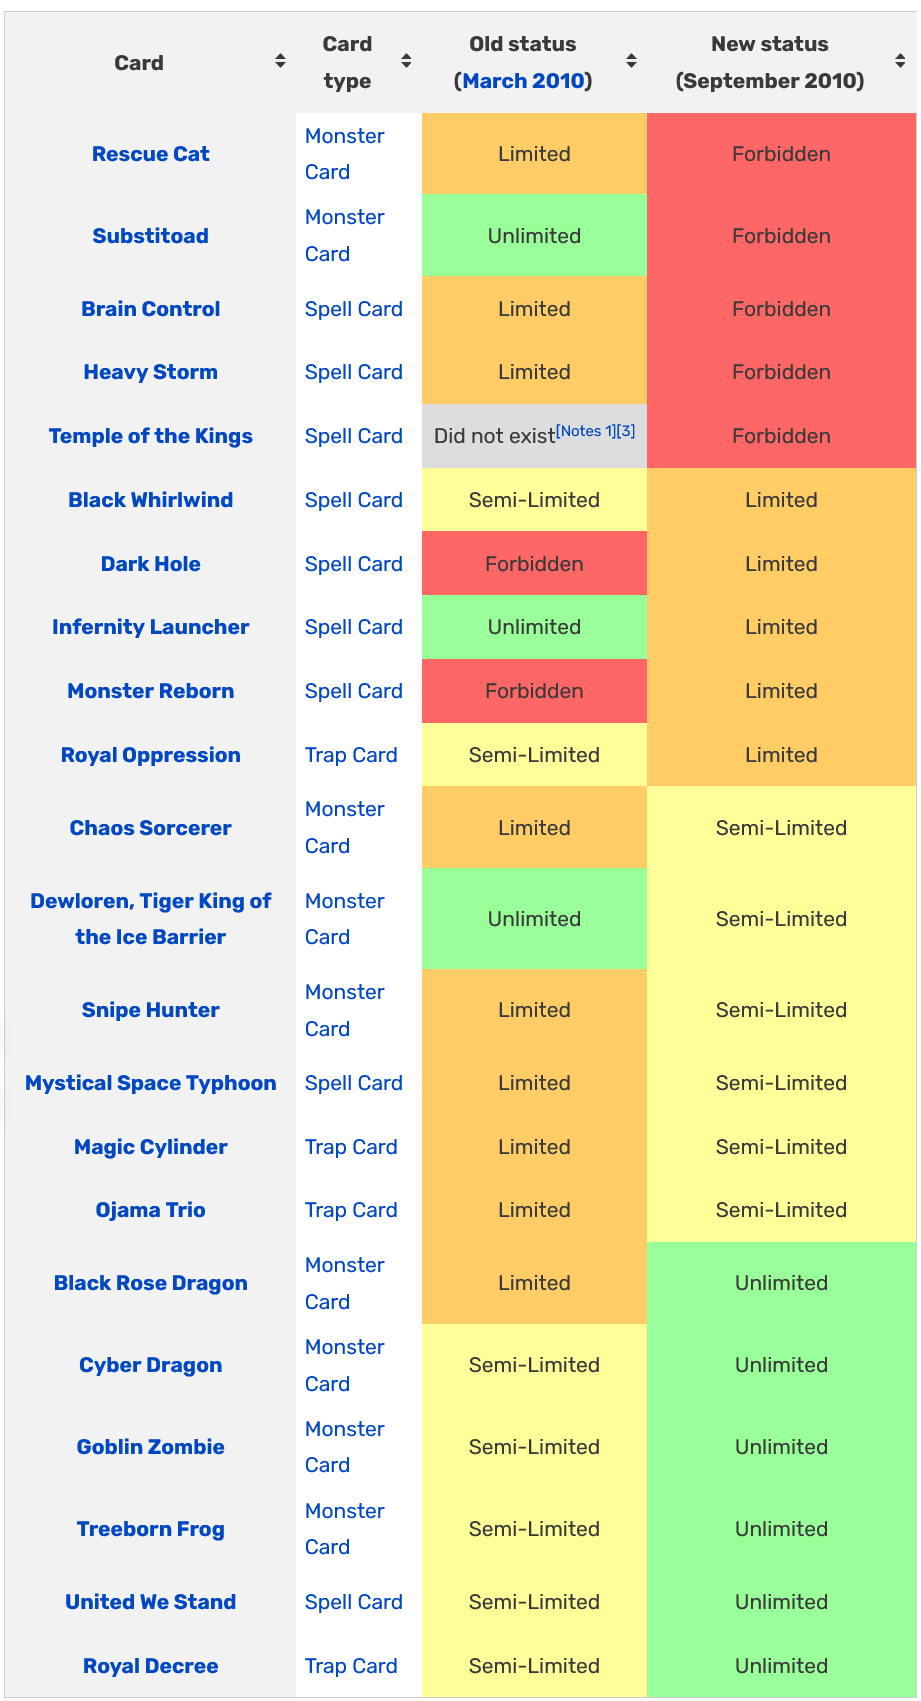 Card
Card type
Old status (March 2010)
New status (September 2010)
Rescue Cat
Monster Card
Limited
Forbidden
Substitoad
Monster Card
Unlimited
Forbidden
Brain Control
Spell Card
Limited
Forbidden
Heavy Storm
Spell Card
Limited
Forbidden
Temple of the Kings
Spell Card
Did not exist[Notes 1][3]
Forbidden
Black Whirlwind
Spell Card
Semi-Limited
Limited
Dark Hole
Spell Card
Forbidden
Limited
Infernity Launcher
Spell Card
Unlimited
Limited
Monster Reborn
Spell Card
Forbidden
Limited
Royal Oppression
Trap Card
Semi-Limited
Limited
Chaos Sorcerer
Monster Card
Limited
Semi-Limited
Dewloren, Tiger King of the Ice Barrier
Monster Card
Unlimited
Semi-Limited
Snipe Hunter
Monster Card
Limited
Semi-Limited
Mystical Space Typhoon
Spell Card
Limited
Semi-Limited
Magic Cylinder
Trap Card
Limited
Semi-Limited
Ojama Trio
Trap Card
Limited
Semi-Limited
Black Rose Dragon
Monster Card
Limited
Unlimited
Cyber Dragon
Monster Card
Semi-Limited
Unlimited
Goblin Zombie
Monster Card
Semi-Limited
Unlimited
Treeborn Frog
Monster Card
Semi-Limited
Unlimited
United We Stand
Spell Card
Semi-Limited
Unlimited
Royal Decree
Trap Card
Semi-Limited
Unlimited